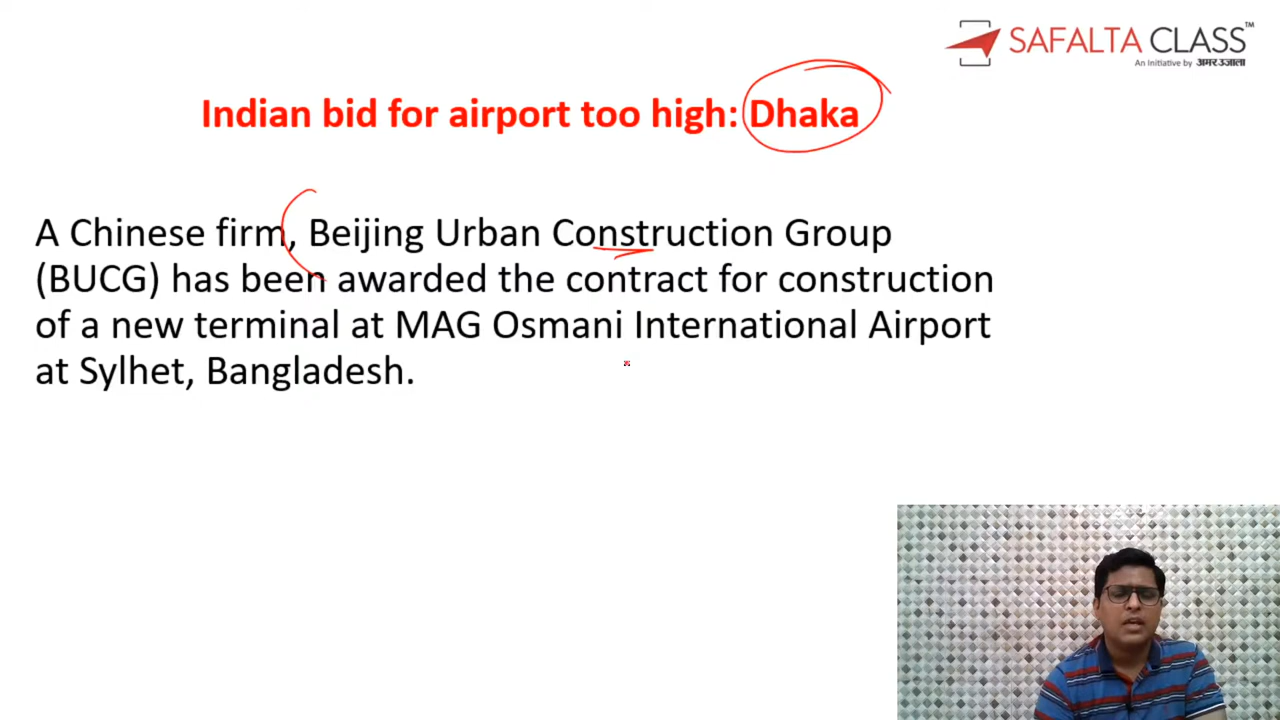 SAFALTA CLASS™
An Initiative by अमर उजाला
Indian bid for airport too high: Dhaka
A Chinese firm, Beijing Urban Construction Group
(BUCG) has been awarded the contract for construction
of a new terminal at MAG Osmani International Airport
at Sylhet, Bangladesh.